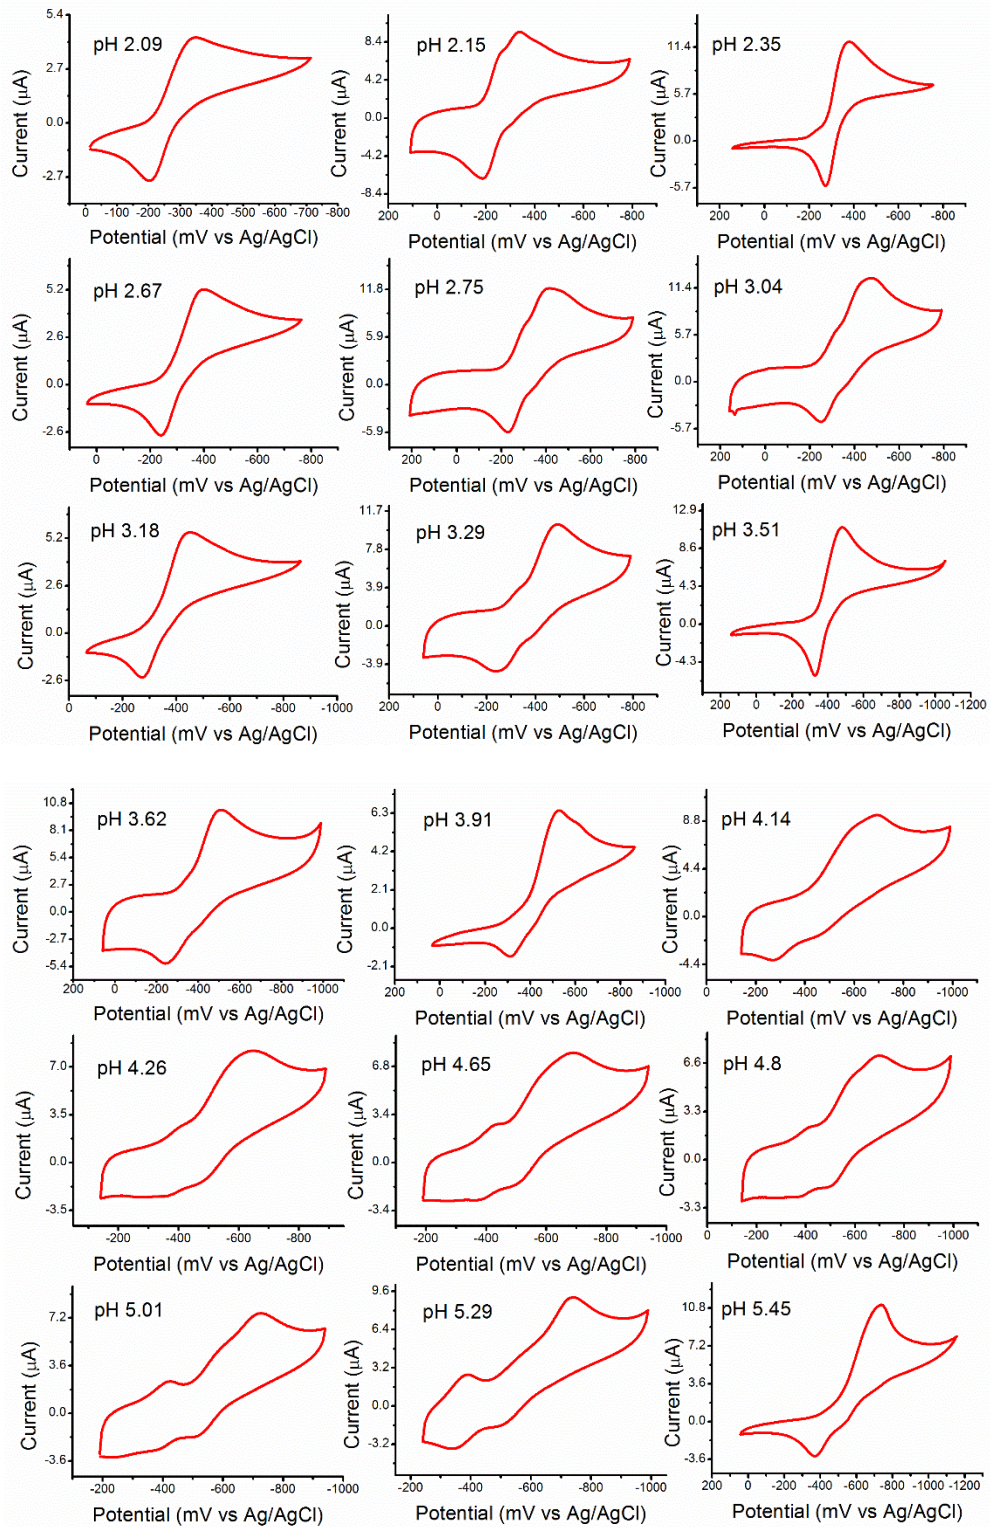 5.4
2.7
0.0
-2.7
pH 2.09
Current (μA)
0 -100 -200 -300 -400 -500 -600 -700 -800
Potential (mV vs Ag/AgCl)
8.4
4.2
0.0
-4.2
-8.4
pH 2.15
Current (μA)
0 -200 -400 -600 -800
Potential (mV vs Ag/AgCl)
11.4
5.7
0.0
-5.7
pH 2.35
Current (μA)
0 -200 -400 -600 -800
Potential (mV vs Ag/AgCl)
5.2
2.6
0.0
-2.6
pH 2.67
Current (μA)
0 -200 -400 -600 -800
Potential (mV vs Ag/AgCl)
11.8
5.9
0.0
-5.9
pH 2.75
Current (μA)
200 0 -200 -400 -600 -800
Potential (mV vs Ag/AgCl)
11.4
5.7
0.0
-5.7
pH 3.04
Current (μA)
0 -200 -400 -600 -800
Potential (mV vs Ag/AgCl)
5.2
2.6
0.0
-2.6
pH 3.18
Current (μA)
0 -200 -400 -600 -800 -1000
Potential (mV vs Ag/AgCl)
11.7
7.8
3.9
0.0
-3.9
pH 3.29
Current (μA)
0 -200 -400 -600 -800
Potential (mV vs Ag/AgCl)
12.9
8.6
4.3
0.0
-4.3
pH 3.51
Current (μA)
200 0 -200 -400 -600 -800 -1000 -1200
Potential (mV vs Ag/AgCl)
10.8
8.1
5.4
2.7
0.0
-2.7
-5.4
pH 3.62
Current (μA)
200 0 -200 -400 -600 -800 -1000
Potential (mV vs Ag/AgCl)
6.3
4.2
2.1
0.0
-2.1
pH 3.91
Current (μA)
200 0 -200 -400 -600 -800 -1000
Potential (mV vs Ag/AgCl)
8.8
4.4
0.0
-4.4
pH 4.14
Current (μA)
0 -200 -400 -600 -800 -1000
Potential (mV vs Ag/AgCl)
7.0
3.5
0.0
-3.5
pH 4.26
Current (μA)
-200 -400 -600 -800
Potential (mV vs Ag/AgCl)
6.8
3.4
0.0
-3.4
pH 4.65
Current (μA)
-200 -400 -600 -800 -1000
Potential (mV vs Ag/AgCl)
6.6
3.3
0.0
-3.3
pH 4.8
Current (μA)
0 -200 -400 -600 -800 -1000
Potential (mV vs Ag/AgCl)
7.2
3.6
0.0
-3.6
pH 5.01
Current (μA)
-200 -400 -600 -800 -1000
Potential (mV vs Ag/AgCl)
9.6
6.4
3.2
0.0
-3.2
pH 5.29
Current (μA)
-200 -400 -600 -800 -1000
Potential (mV vs Ag/AgCl)
10.8
7.2
3.6
0.0
-3.6
pH 5.45
Current (μA)
200 0 -200 -400 -600 -800 -1000 -1200
Potential (mV vs Ag/AgCl)